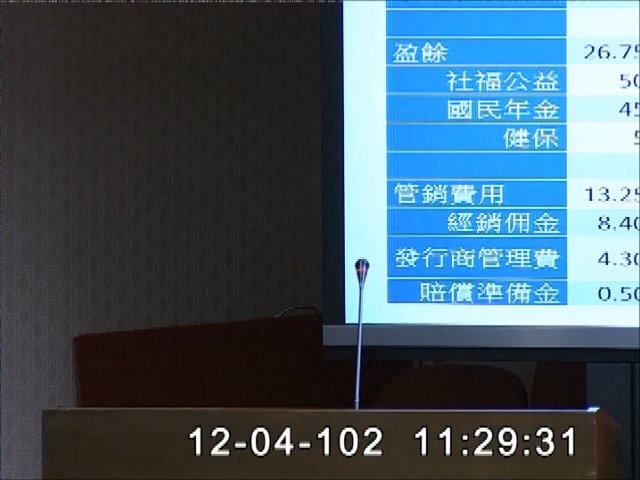 盈餘 26.75
社福公益 50
國民年金 45
健保
管銷費用 13.25
經銷佣金 8.40
發行商管理費 4.30
賠償準備金 0.50
12-04-102 11:29:31